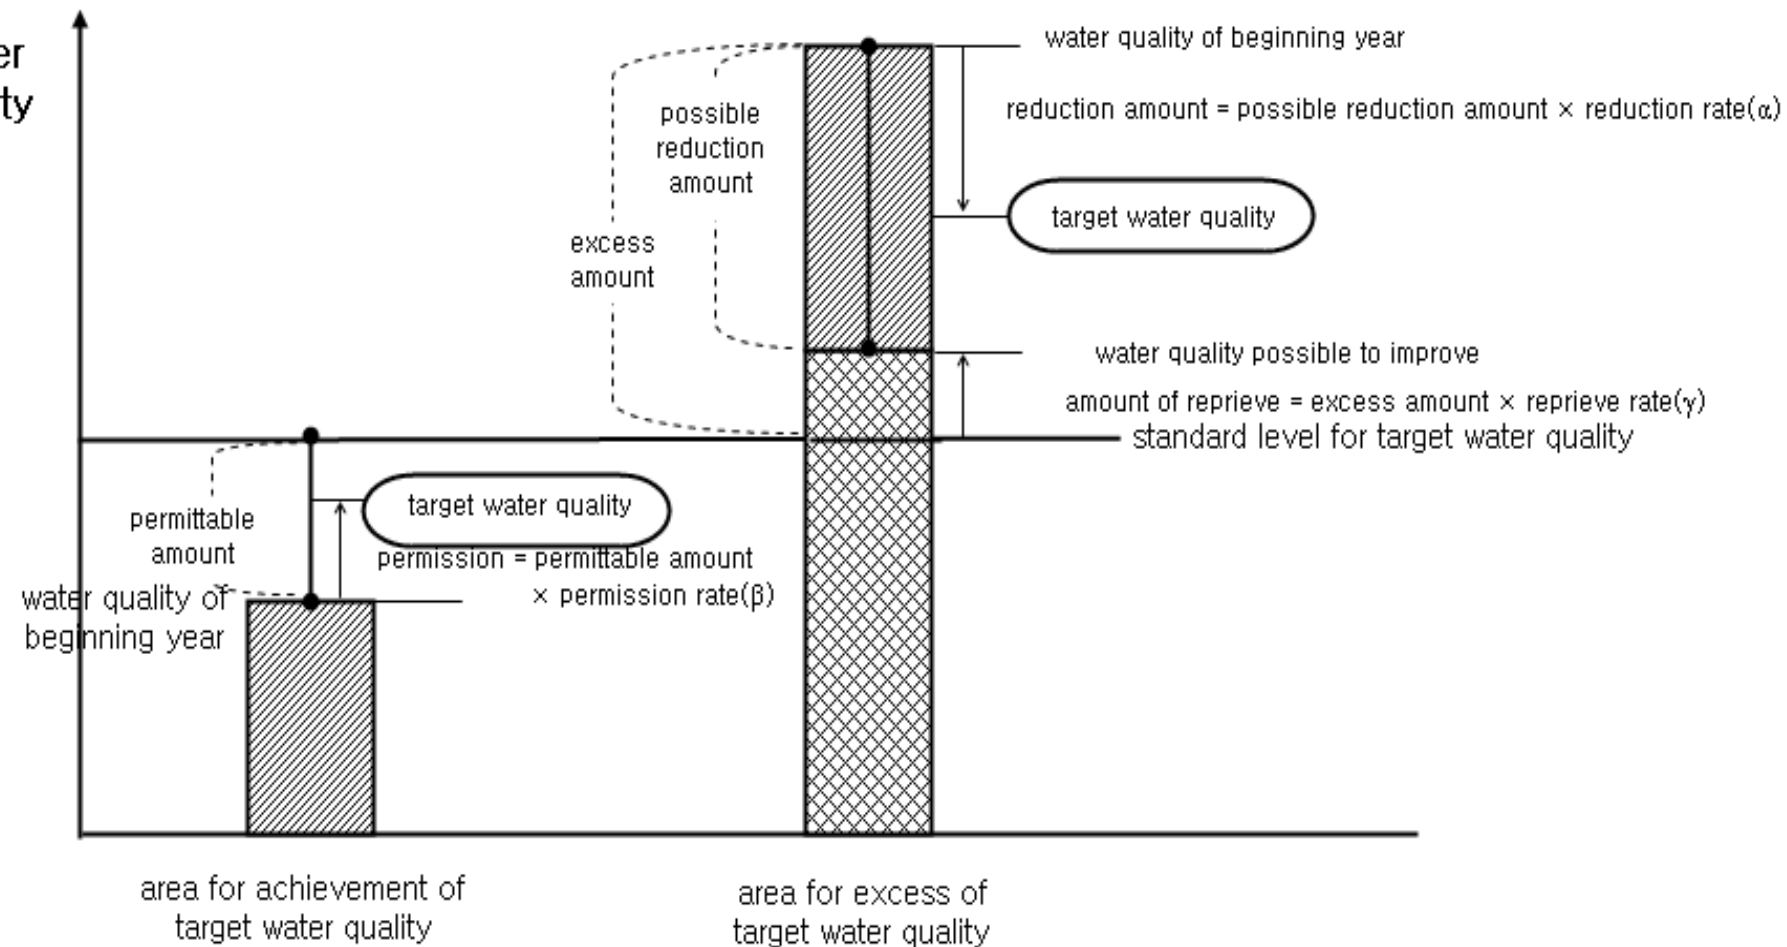 er
ty
water quality of beginning year
possible
reduction
amount
reduction amount = possible reduction amount × reduction rate(α)
target water quality
excess
amount
water quality possible to improve
amount of reprieve = excess amount × reprieve rate(γ)
standard level for target water quality
target water quality
permittable
amount
permission = permittable amount
× permission rate(β)
water quality of
beginning year
area for achievement of
target water quality
area for excess of
target water quality